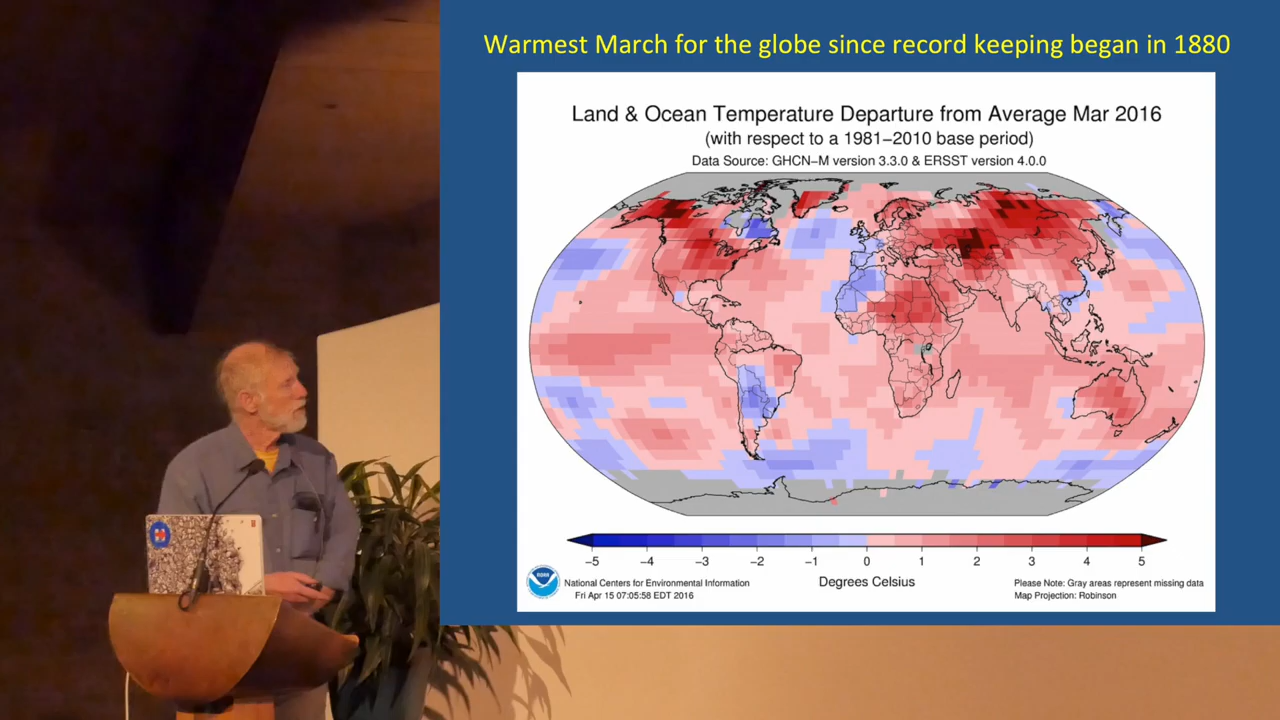 Warmest March for the globe since record keeping began in 1880
Land & Ocean Temperature Departure from Average Mar 2016
(with respect to a 1981–2010 base period)
Data Source: GHCN–M version 3.3.0 & ERSST version 4.0.0
−5 −4 −3 −2 −1 0 1 2 3 4 5
Degrees Celsius
NOAA
National Centers for Environmental Information
Fri Apr 15 07:05:58 EDT 2016
Please Note: Gray areas represent missing data
Map Projection: Robinson
H